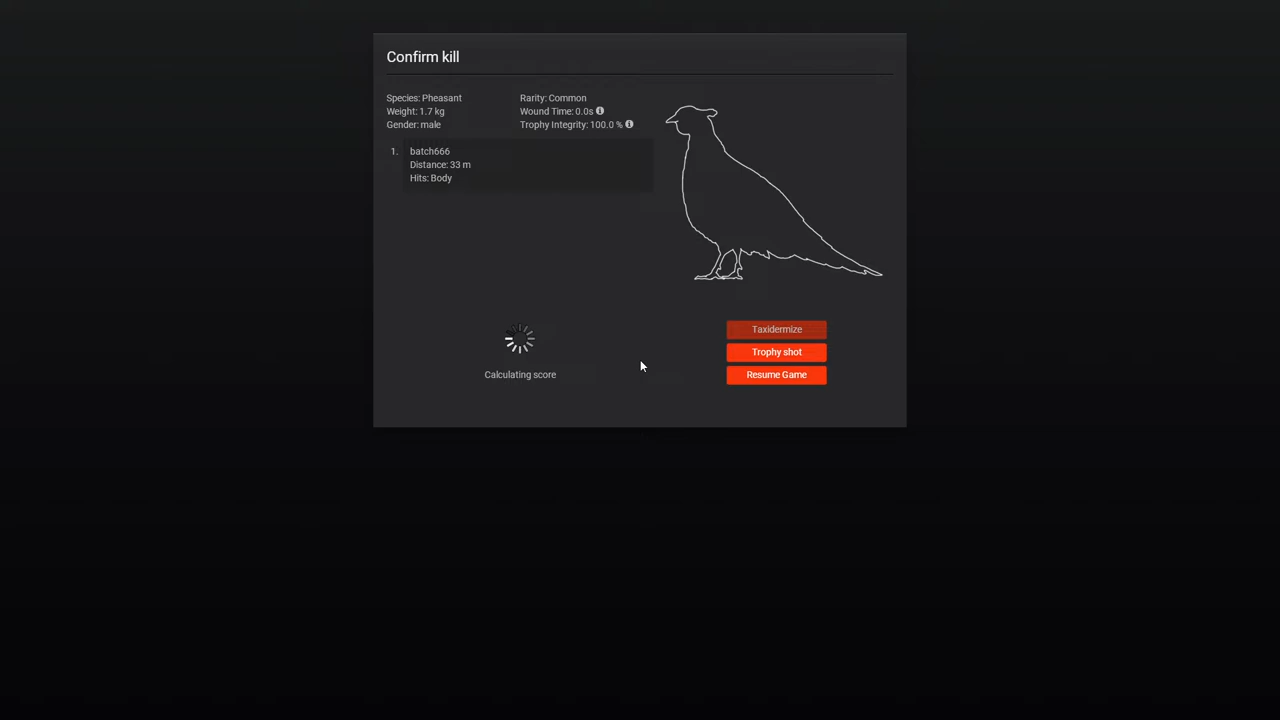 Confirm kill
Species: Pheasant
Weight: 1.7 kg
Gender: male
Rarity: Common
Wound Time: 0.0s
Trophy Integrity: 100.0 %
1.
batch666
Distance: 33 m
Hits: Body
Calculating score
Taxidermize
Trophy shot
Resume Game